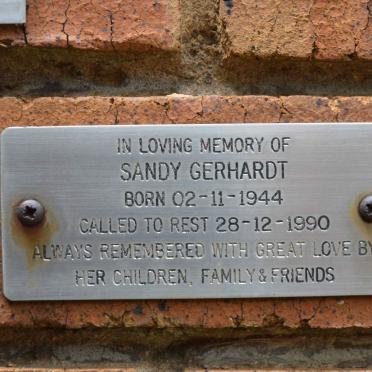 IN LOVING MEMORY OF
SANDY GERHARDT
BORN 02-11-1944
CALLED TO REST 28-12-1990
ALWAYS REMEMBERED WITH GREAT LOVE BY
HER CHILDREN, FAMILY & FRIENDS